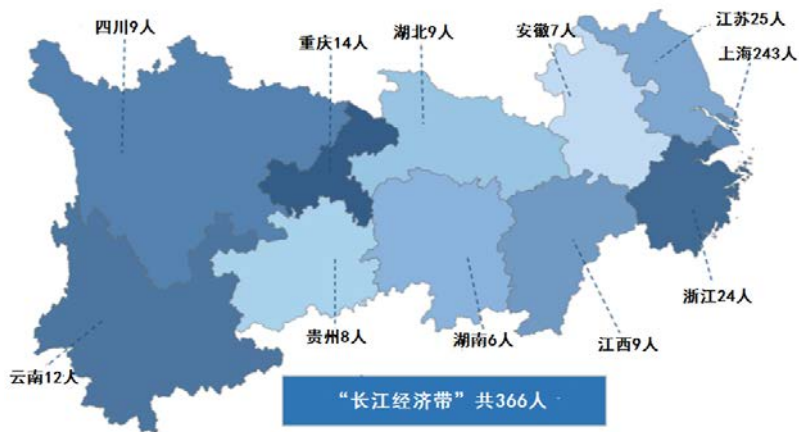 四川9人
重庆14人
湖北9人
安徽7人
江苏25人
上海243人
浙江24人
贵州8人
湖南6人
江西9人
云南12人
“长江经济带”共366人